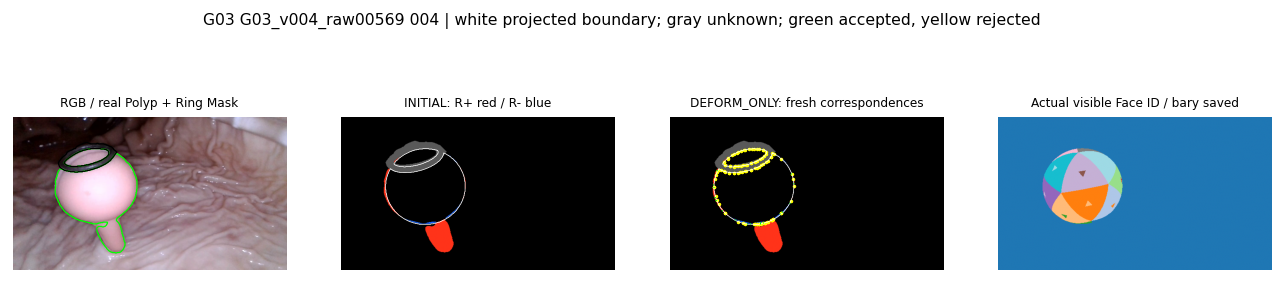 G03 G03_v004_raw00569 004 | white projected boundary; gray unknown; green accepted, yellow rejected
RGB / real Polyp + Ring Mask
INITIAL: R+ red / R- blue
DEFORM_ONLY: fresh correspondences
Actual visible Face ID / bary saved